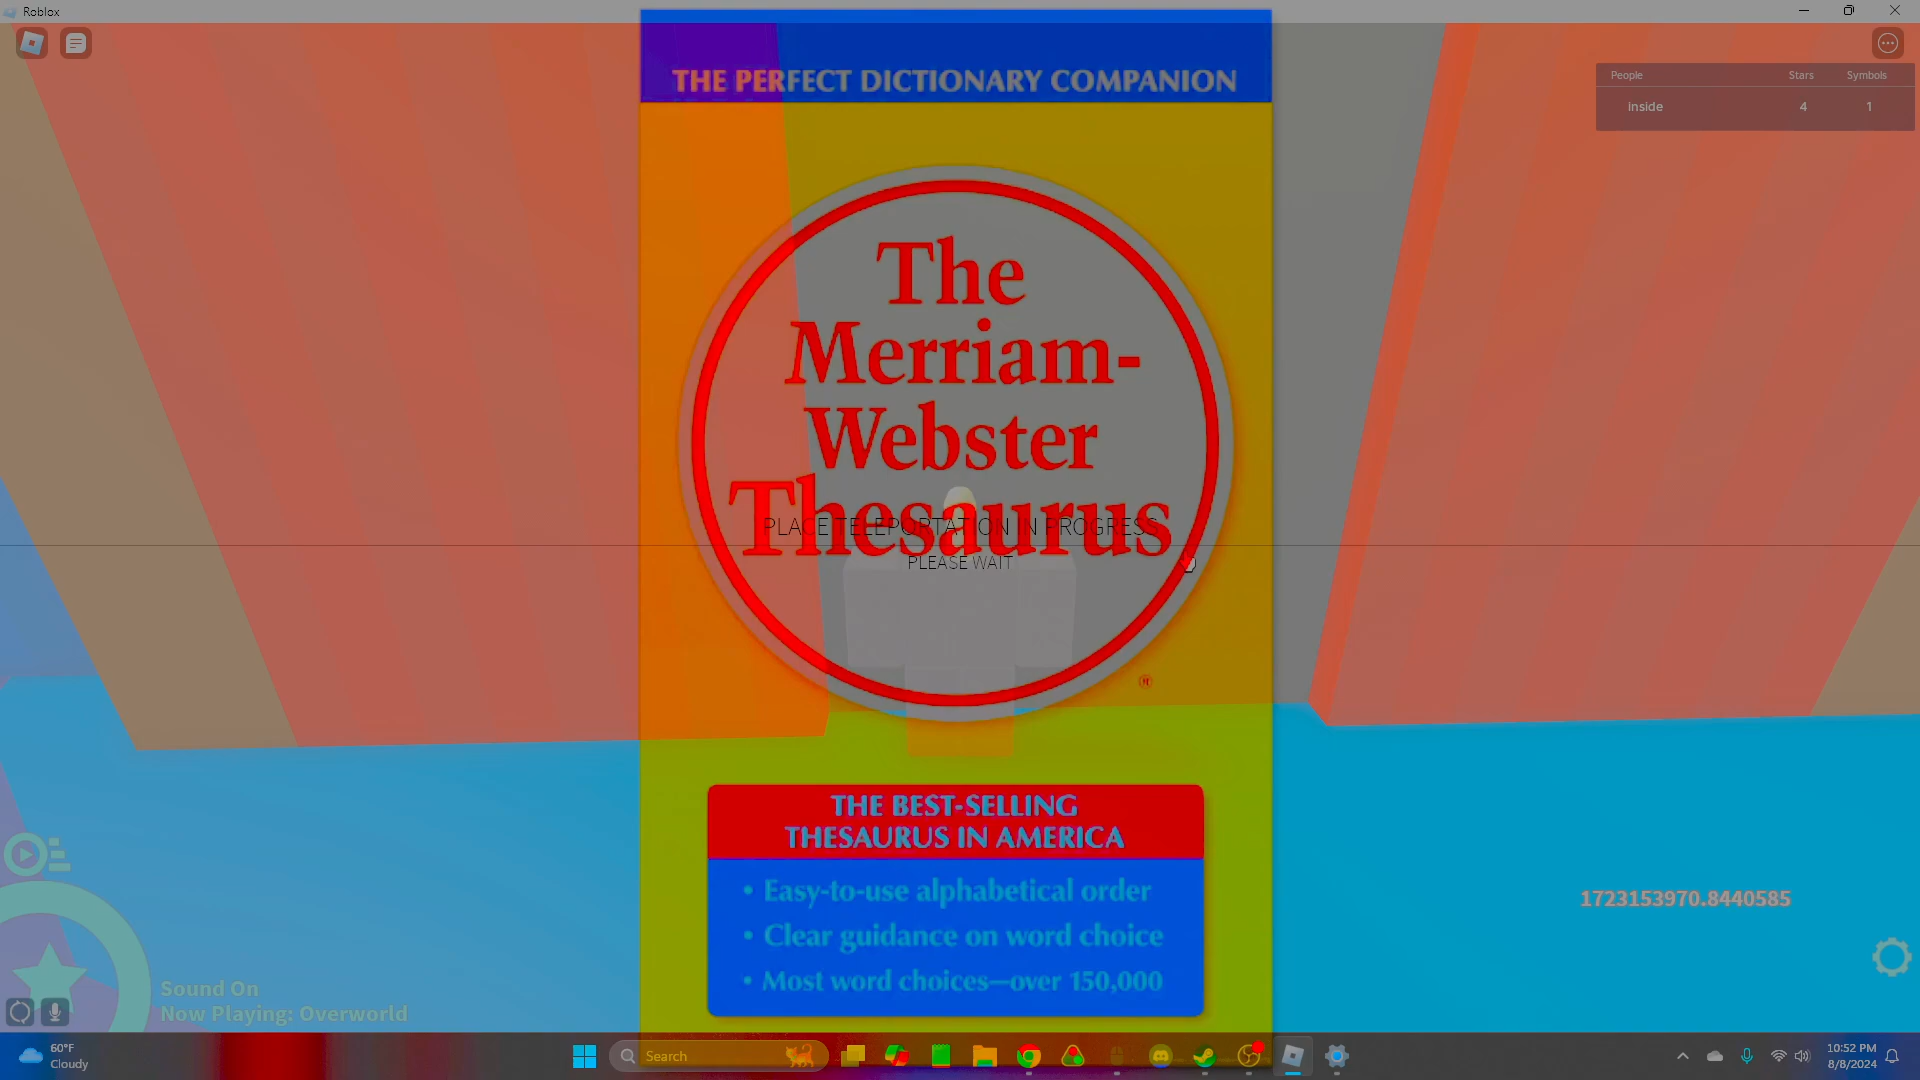 Roblox
THE PERFECT DICTIONARY COMPANION
People Stars Symbols
inside 4 1
The
Merriam-
Webster
Thesaurus
PLACE TELEPORTATION IN PROGRESS
PLEASE WAIT
THE BEST-SELLING
THESAURUS IN AMERICA
• Easy-to-use alphabetical order
• Clear guidance on word choice
• Most word choices—over 150,000
1723153970.8440585
Sound On
Now Playing: Overworld
60°F
Cloudy
Search
10:52 PM
8/8/2024